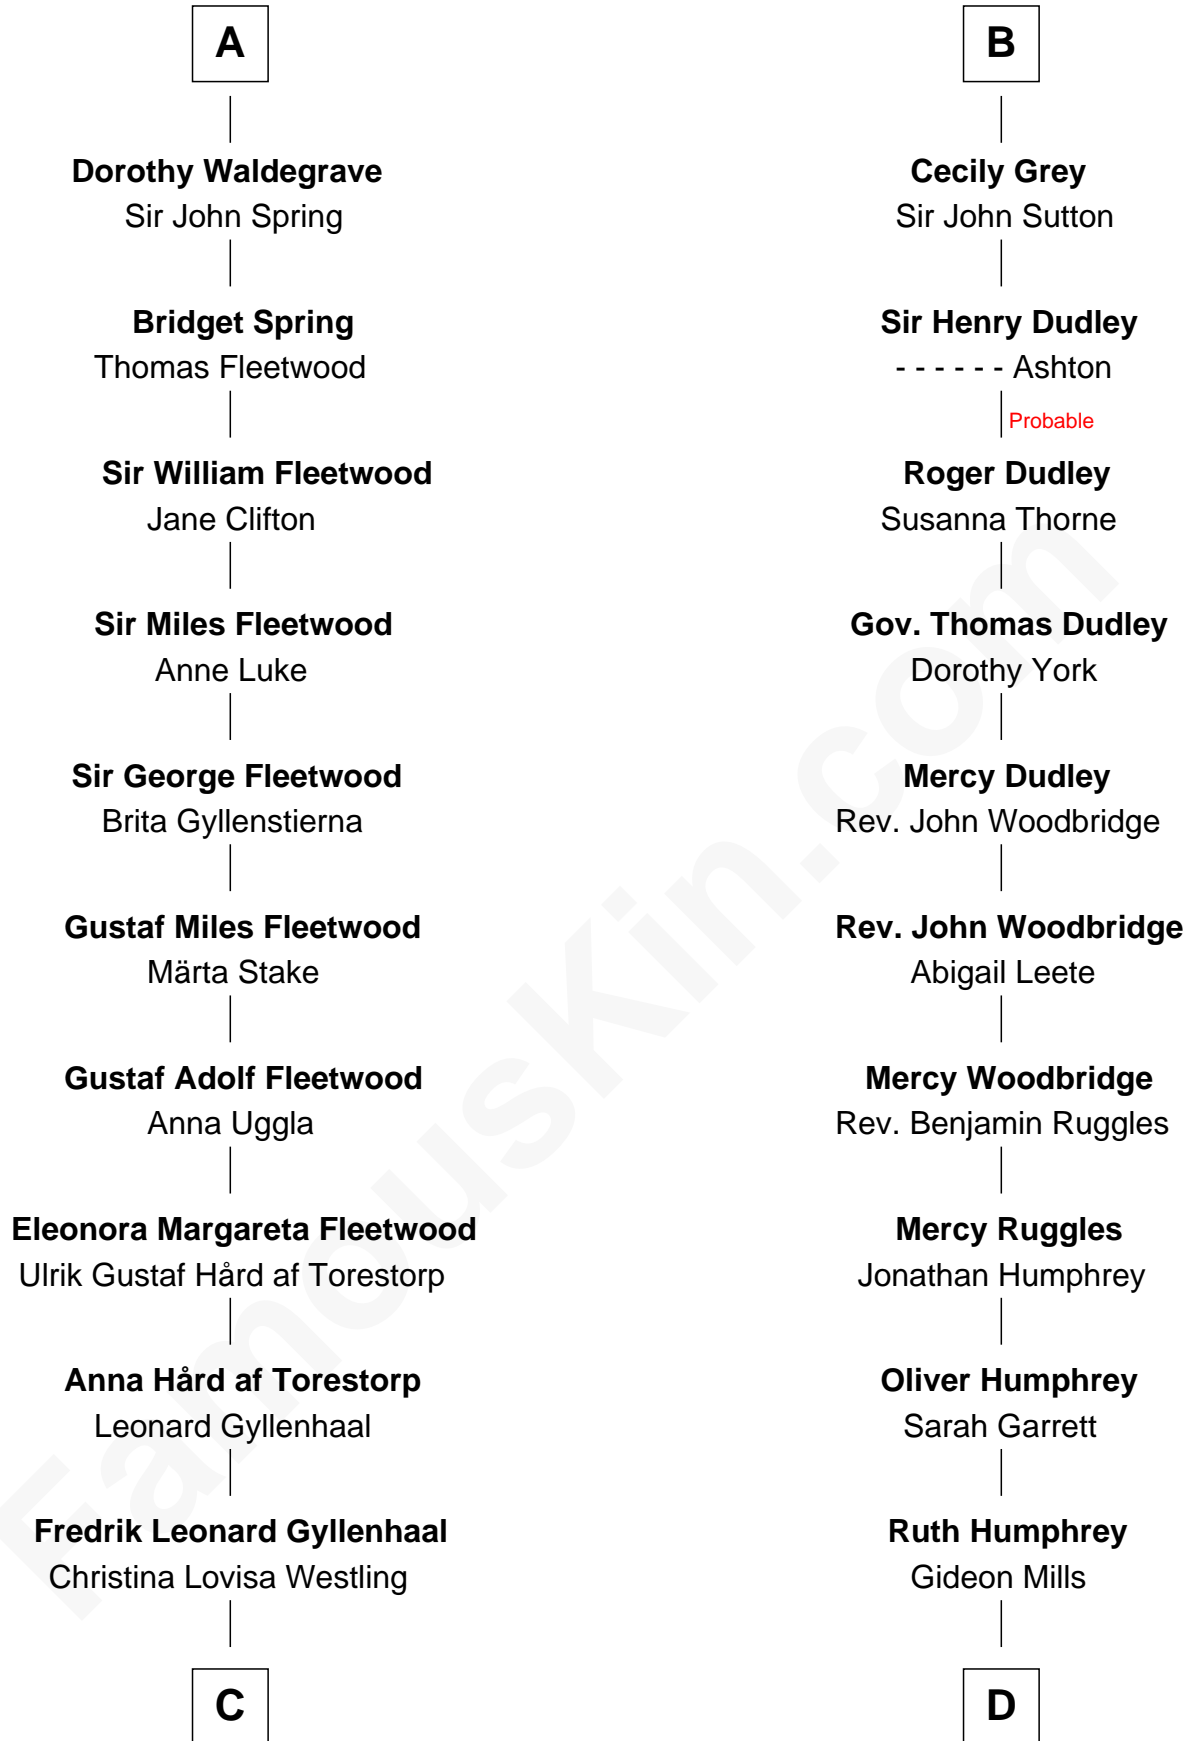 A
Dorothy Waldegrave
Sir John Spring
Bridget Spring
Thomas Fleetwood
Sir William Fleetwood
Jane Clifton
Sir Miles Fleetwood
Anne Luke
Sir George Fleetwood
Brita Gyllenstierna
Gustaf Miles Fleetwood
Märta Stake
Gustaf Adolf Fleetwood
Anna Uggla
Eleonora Margareta Fleetwood
Ulrik Gustaf Hård af Torestorp
Anna Hård af Torestorp
Leonard Gyllenhaal
Fredrik Leonard Gyllenhaal
Christina Lovisa Westling
C
B
Cecily Grey
Sir John Sutton
Sir Henry Dudley
- - - - - - Ashton
Probable
Roger Dudley
Susanna Thorne
Gov. Thomas Dudley
Dorothy York
Mercy Dudley
Rev. John Woodbridge
Rev. John Woodbridge
Abigail Leete
Mercy Woodbridge
Rev. Benjamin Ruggles
Mercy Ruggles
Jonathan Humphrey
Oliver Humphrey
Sarah Garrett
Ruth Humphrey
Gideon Mills
D
FamousKin.com